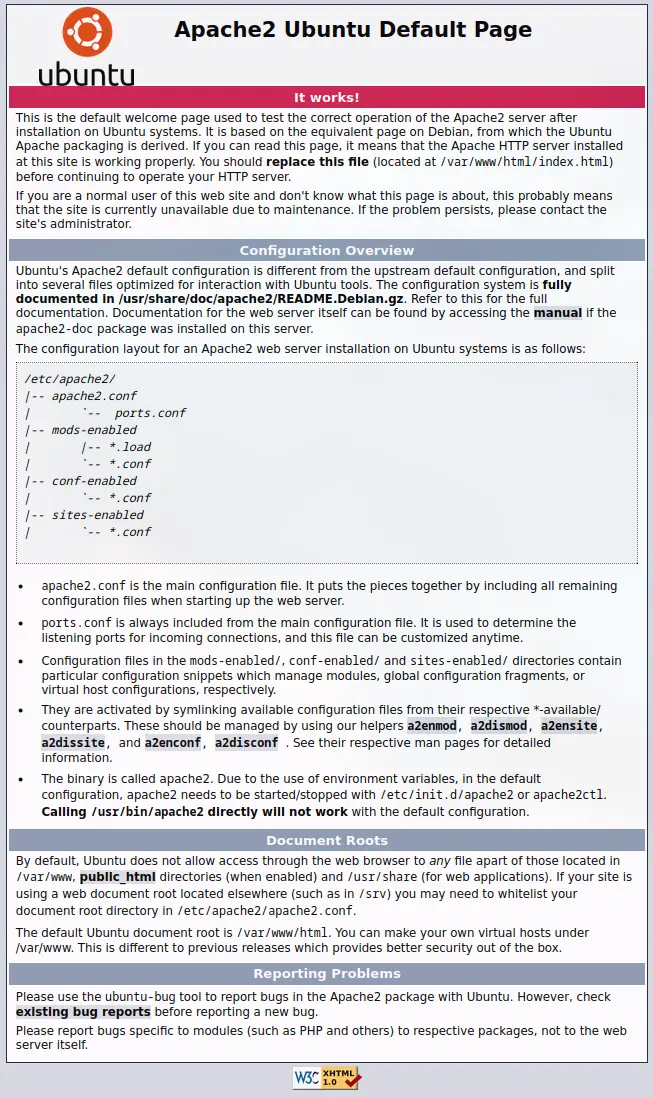 ubuntu
Apache2 Ubuntu Default Page
It works!
This is the default welcome page used to test the correct operation of the Apache2 server after
installation on Ubuntu systems. It is based on the equivalent page on Debian, from which the Ubuntu
Apache packaging is derived. If you can read this page, it means that the Apache HTTP server installed
at this site is working properly. You should replace this file (located at /var/www/html/index.html)
before continuing to operate your HTTP server.
If you are a normal user of this web site and don't know what this page is about, this probably means
that the site is currently unavailable due to maintenance. If the problem persists, please contact the
site's administrator.
Configuration Overview
Ubuntu's Apache2 default configuration is different from the upstream default configuration, and split
into several files optimized for interaction with Ubuntu tools. The configuration system is fully
documented in /usr/share/doc/apache2/README.Debian.gz. Refer to this for the full
documentation. Documentation for the web server itself can be found by accessing the manual if the
apache2-doc package was installed on this server.
The configuration layout for an Apache2 web server installation on Ubuntu systems is as follows:
/etc/apache2/
|-- apache2.conf
|       `--  ports.conf
|-- mods-enabled
|       |-- *.load
|       `-- *.conf
|-- conf-enabled
|       `-- *.conf
|-- sites-enabled
|       `-- *.conf
• apache2.conf is the main configuration file. It puts the pieces together by including all remaining
configuration files when starting up the web server.
• ports.conf is always included from the main configuration file. It is used to determine the
listening ports for incoming connections, and this file can be customized anytime.
• Configuration files in the mods-enabled/, conf-enabled/ and sites-enabled/ directories contain
particular configuration snippets which manage modules, global configuration fragments, or
virtual host configurations, respectively.
• They are activated by symlinking available configuration files from their respective *-available/
counterparts. These should be managed by using our helpers a2enmod, a2dismod, a2ensite,
a2dissite, and a2enconf, a2disconf . See their respective man pages for detailed
information.
• The binary is called apache2. Due to the use of environment variables, in the default
configuration, apache2 needs to be started/stopped with /etc/init.d/apache2 or apache2ctl.
Calling /usr/bin/apache2 directly will not work with the default configuration.
Document Roots
By default, Ubuntu does not allow access through the web browser to any file apart of those located in
/var/www, public_html directories (when enabled) and /usr/share (for web applications). If your site is
using a web document root located elsewhere (such as in /srv) you may need to whitelist your
document root directory in /etc/apache2/apache2.conf.
The default Ubuntu document root is /var/www/html. You can make your own virtual hosts under
/var/www. This is different to previous releases which provides better security out of the box.
Reporting Problems
Please use the ubuntu-bug tool to report bugs in the Apache2 package with Ubuntu. However, check
existing bug reports before reporting a new bug.
Please report bugs specific to modules (such as PHP and others) to respective packages, not to the web
server itself.
W3C XHTML
1.0